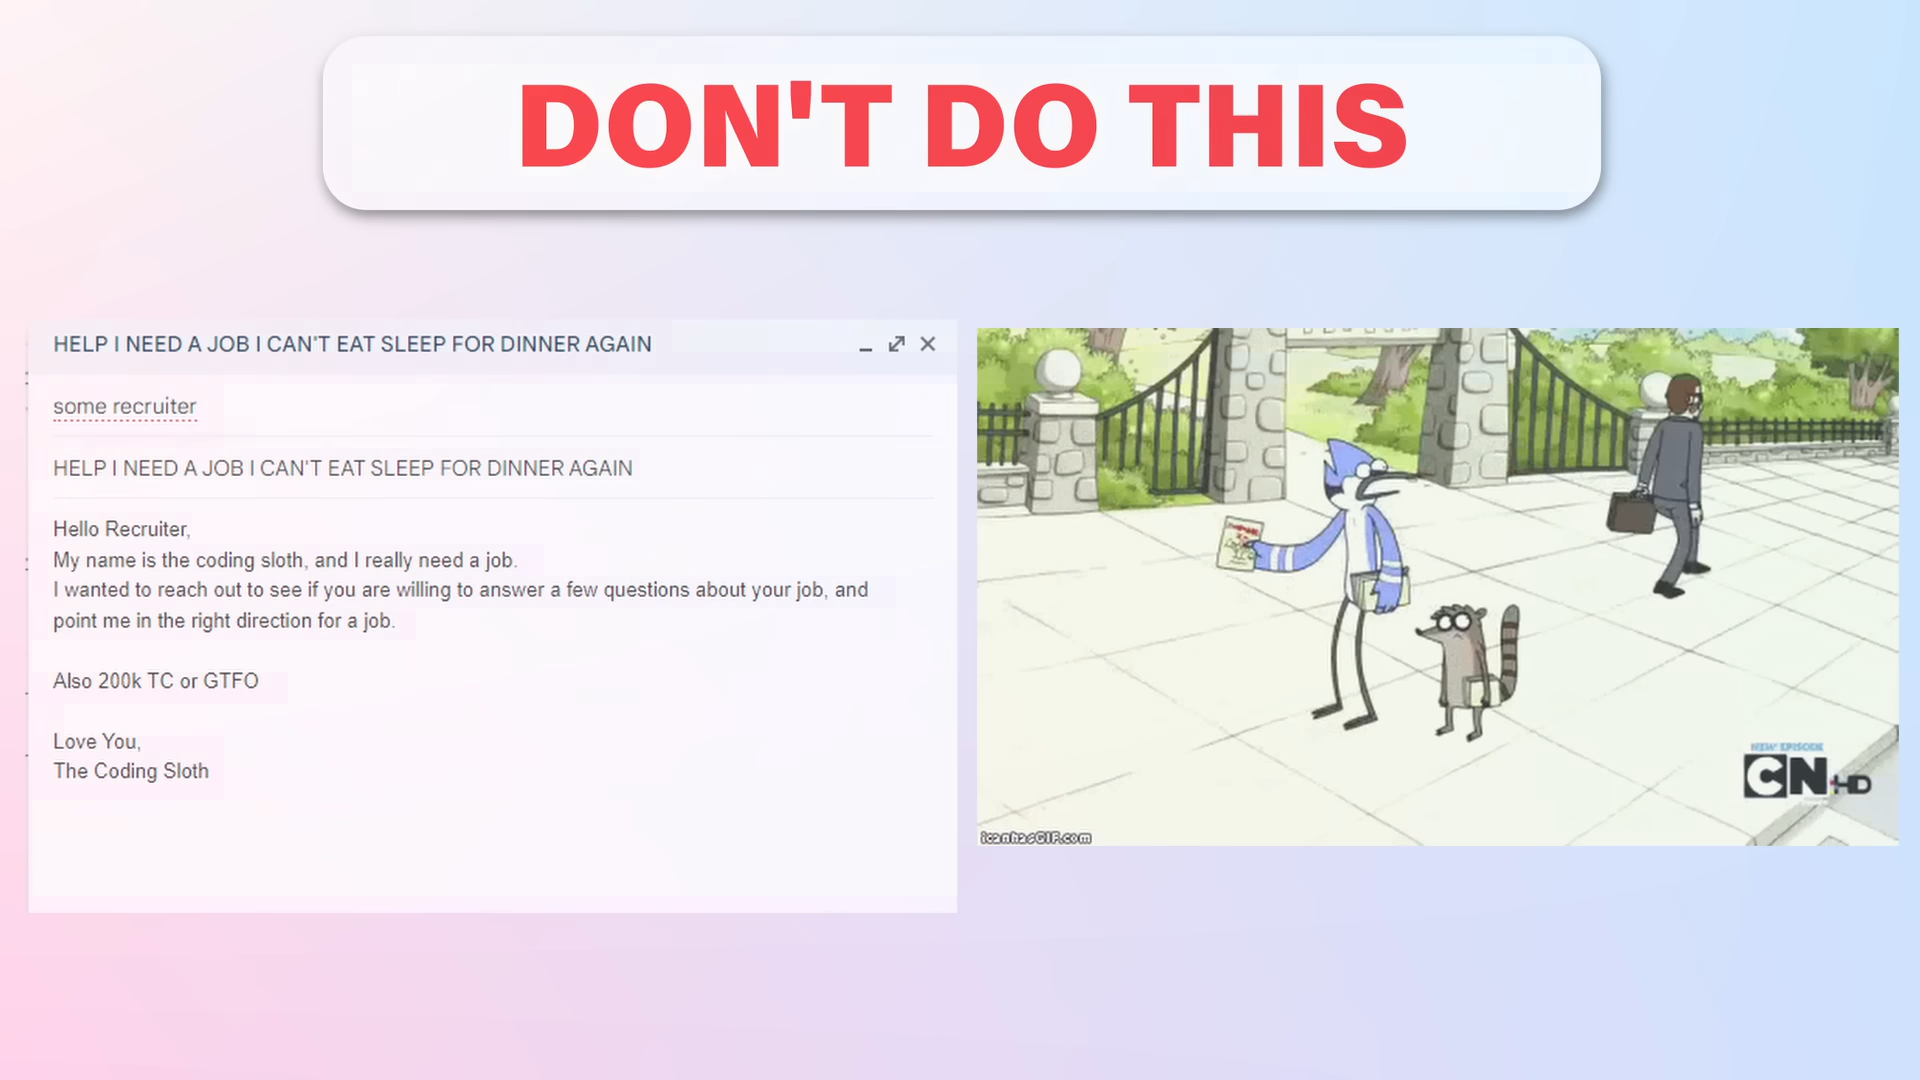 DON'T DO THIS
HELP I NEED A JOB I CAN'T EAT SLEEP FOR DINNER AGAIN
some recruiter
HELP I NEED A JOB I CAN'T EAT SLEEP FOR DINNER AGAIN
Hello Recruiter,
My name is the coding sloth, and I really need a job.
I wanted to reach out to see if you are willing to answer a few questions about your job, and
point me in the right direction for a job.
Also 200k TC or GTFO
Love You,
The Coding Sloth
NEW EPISODE
CN HD
icanhasGIF.com